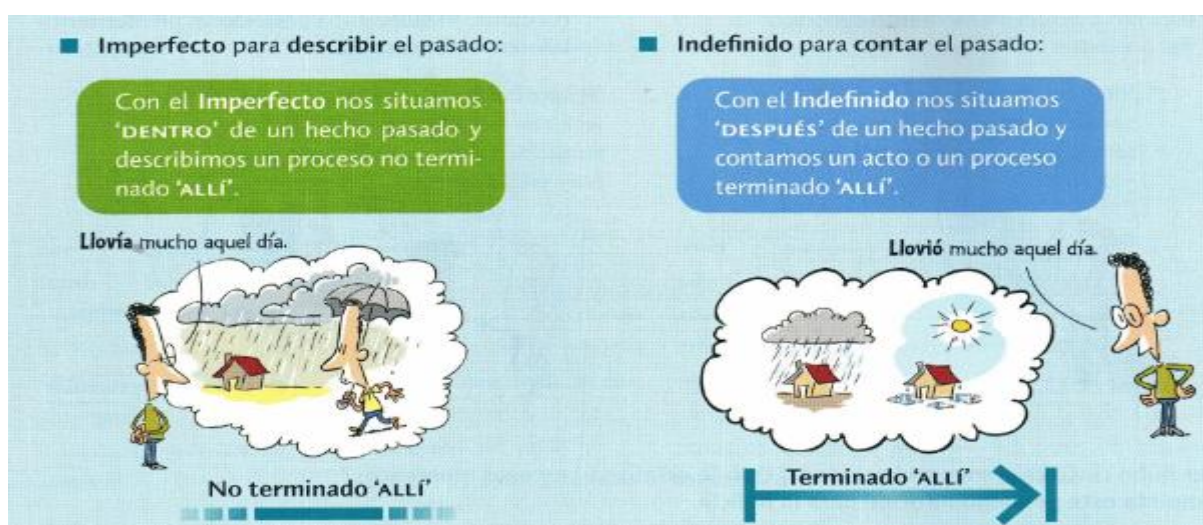 Imperfecto para describir el pasado:
Con el Imperfecto nos situamos
‘DENTRO’ de un hecho pasado y
describimos un proceso no termi-
nado ‘ALLÍ’.
Llovía mucho aquel día.
No terminado ‘ALLÍ’
Indefinido para contar el pasado:
Con el Indefinido nos situamos
‘DESPUÉS’ de un hecho pasado y
contamos un acto o un proceso
terminado ‘ALLÍ’.
Llovió mucho aquel día.
Terminado ‘ALLÍ’